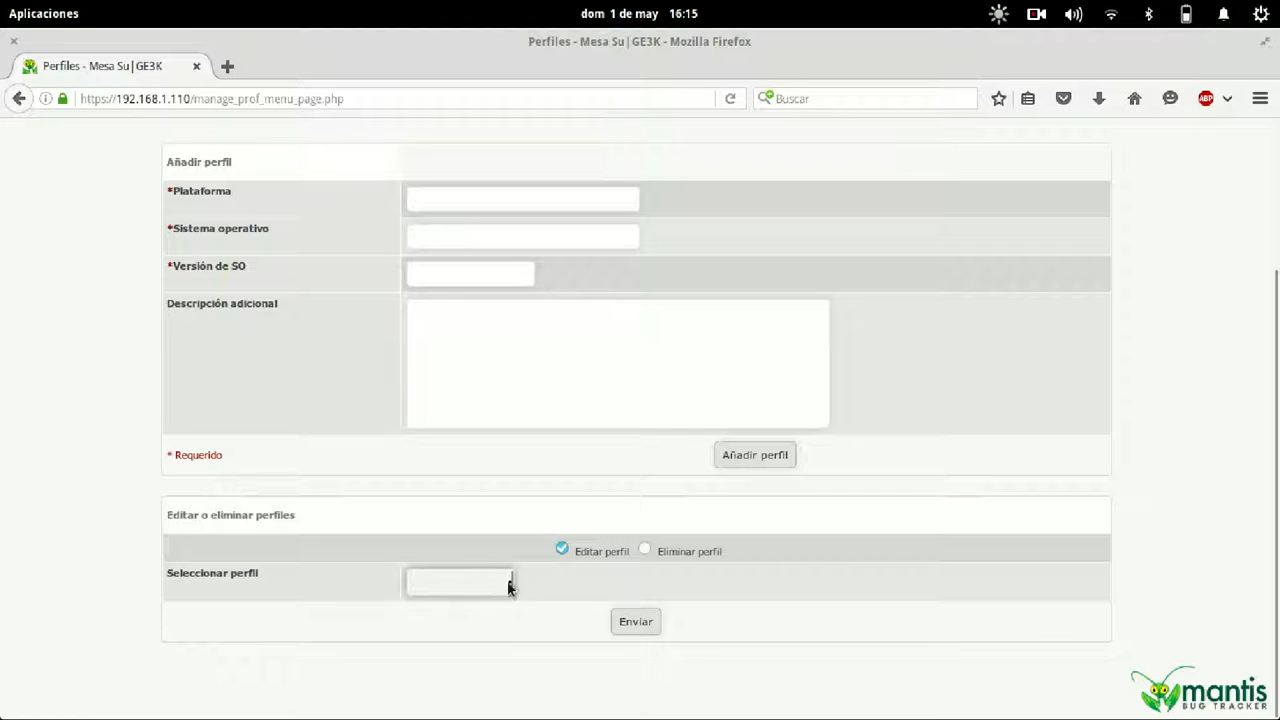 Aplicaciones
dom 1 de may 16:15
Perfiles - Mesa Su|GE3K - Mozilla Firefox
Perfiles - Mesa Su|GE3K
https://192.168.1.110/manage_prof_menu_page.php
Buscar
ABP
Añadir perfil
*Plataforma
*Sistema operativo
*Versión de SO
Descripción adicional
* Requerido
Añadir perfil
Editar o eliminar perfiles
Editar perfil
Eliminar perfil
Seleccionar perfil
Enviar
mantis
BUG TRACKER